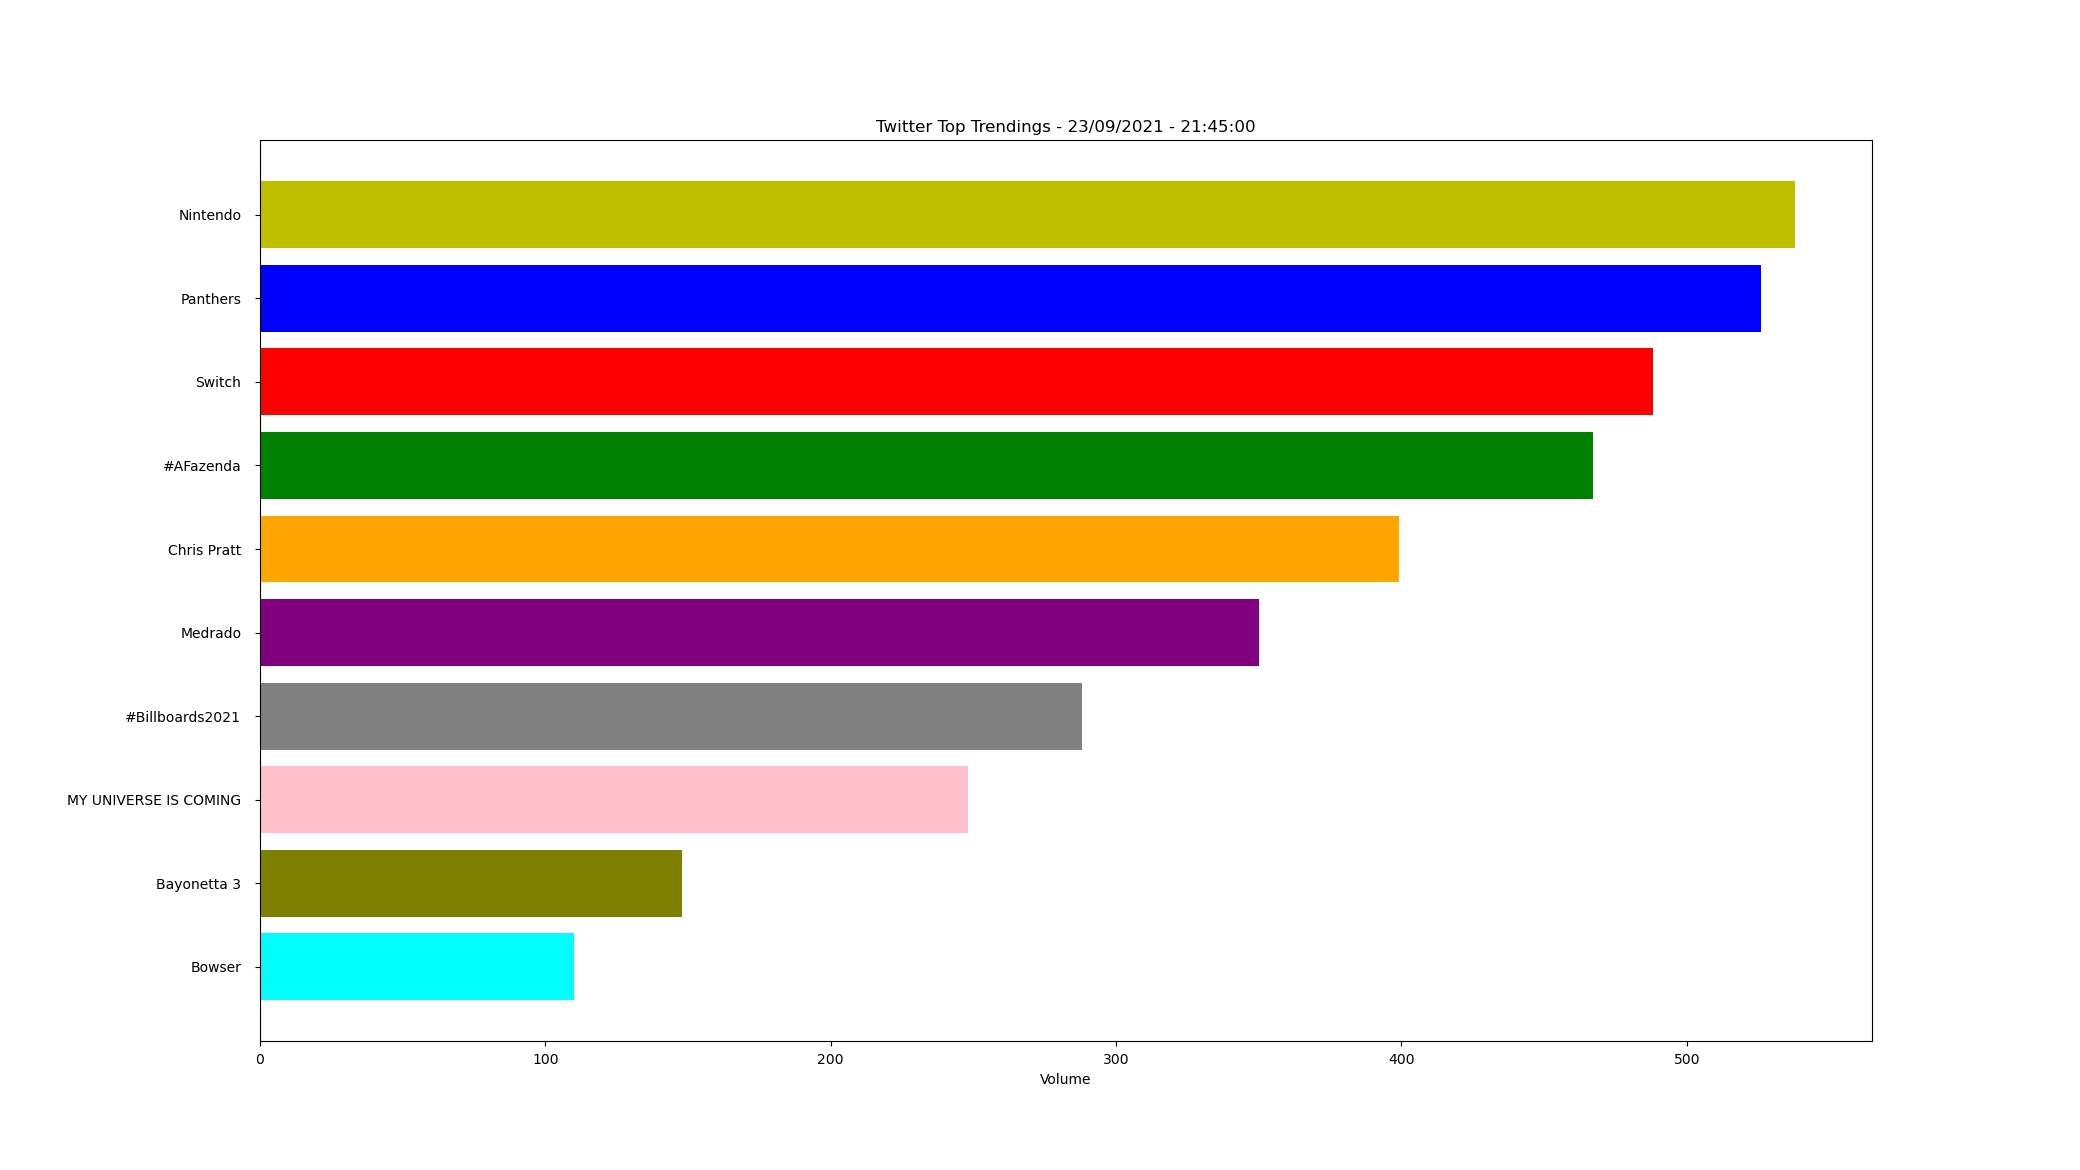 Twitter Top Trendings - 23/09/2021 - 21:45:00
Nintendo
Panthers
Switch
#AFazenda
Chris Pratt
Medrado
#Billboards2021
MY UNIVERSE IS COMING
Bayonetta 3
Bowser
0 100 200 300 400 500
Volume